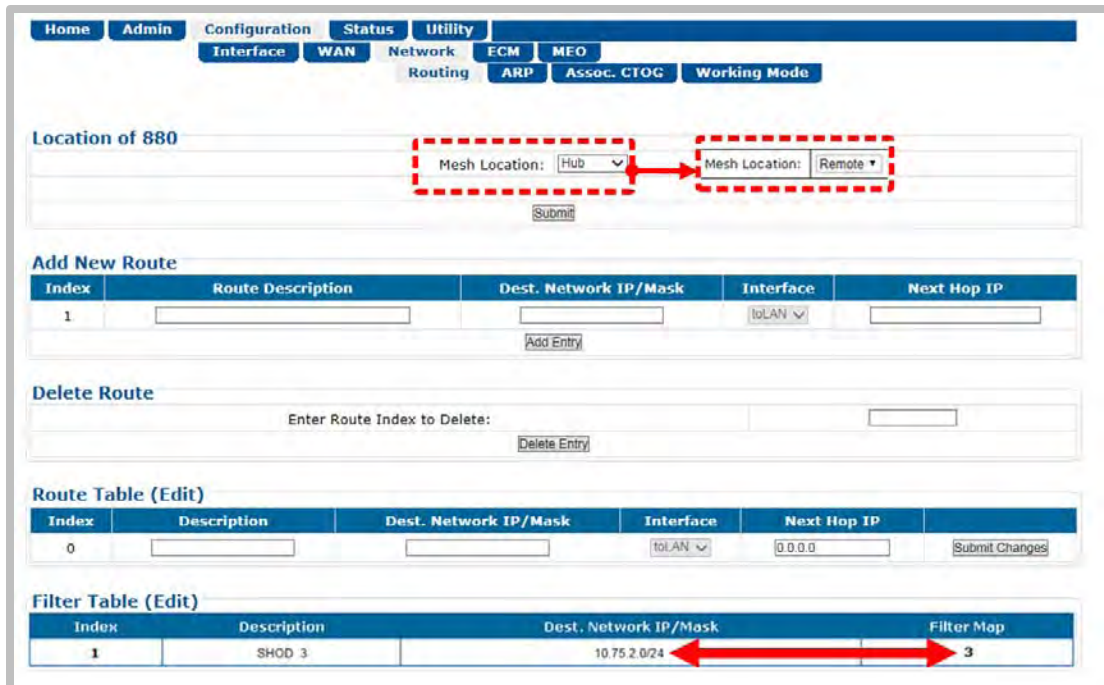 Home Admin Configuration Status Utility
Interface WAN Network ECM MEO
Routing ARP Assoc. CTOG Working Mode
Location of 880
Mesh Location: Hub Mesh Location: Remote
Submit
Add New Route
Index Route Description Dest. Network IP/Mask Interface Next Hop IP
1 toLAN
Add Entry
Delete Route
Enter Route Index to Delete:
Delete Entry
Route Table (Edit)
Index Description Dest. Network IP/Mask Interface Next Hop IP
0 toLAN 0.0.0.0 Submit Changes
Filter Table (Edit)
Index Description Dest. Network IP/Mask Filter Map
1 SHOD 3 10.75.2.0/24 3